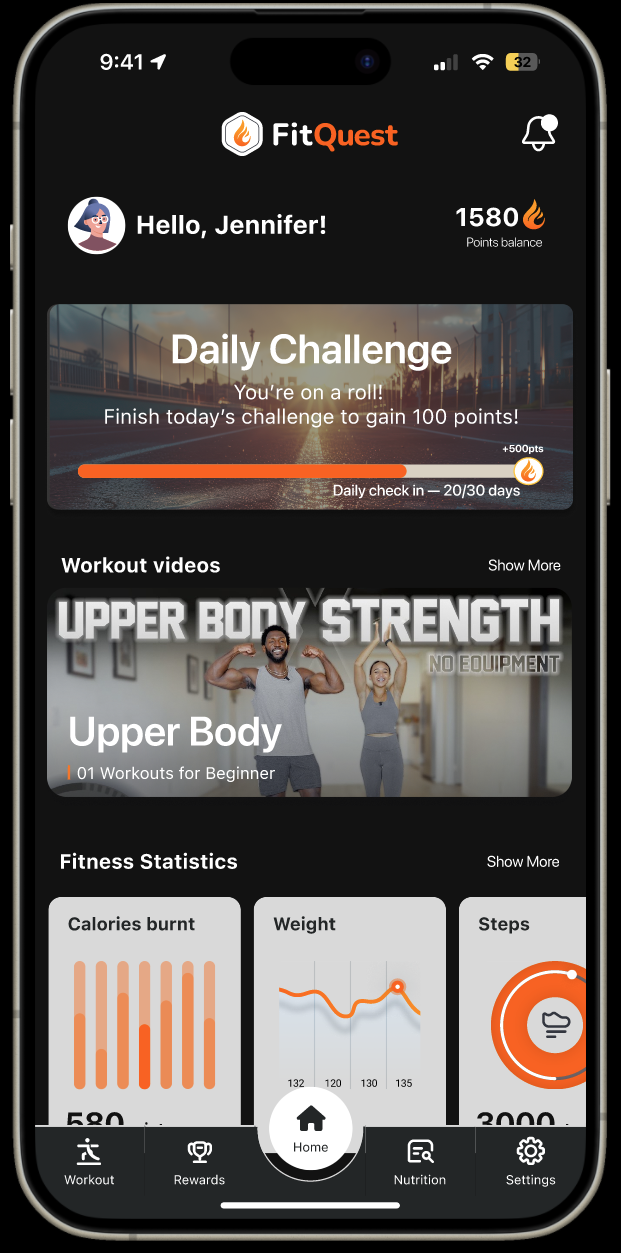 9:41
32
FitQuest
Hello, Jennifer!
1580
Points balance
Daily Challenge
You're on a roll!
Finish today's challenge to gain 100 points!
+500pts
Daily check in — 20/30 days
Workout videos
Show More
UPPER BODY STRENGTH
NO EQUIPMENT
Upper Body
01 Workouts for Beginner
Fitness Statistics
Show More
Calories burnt
Weight
Steps
132 120 130 135
580
3000
Home
Workout
Rewards
Nutrition
Settings